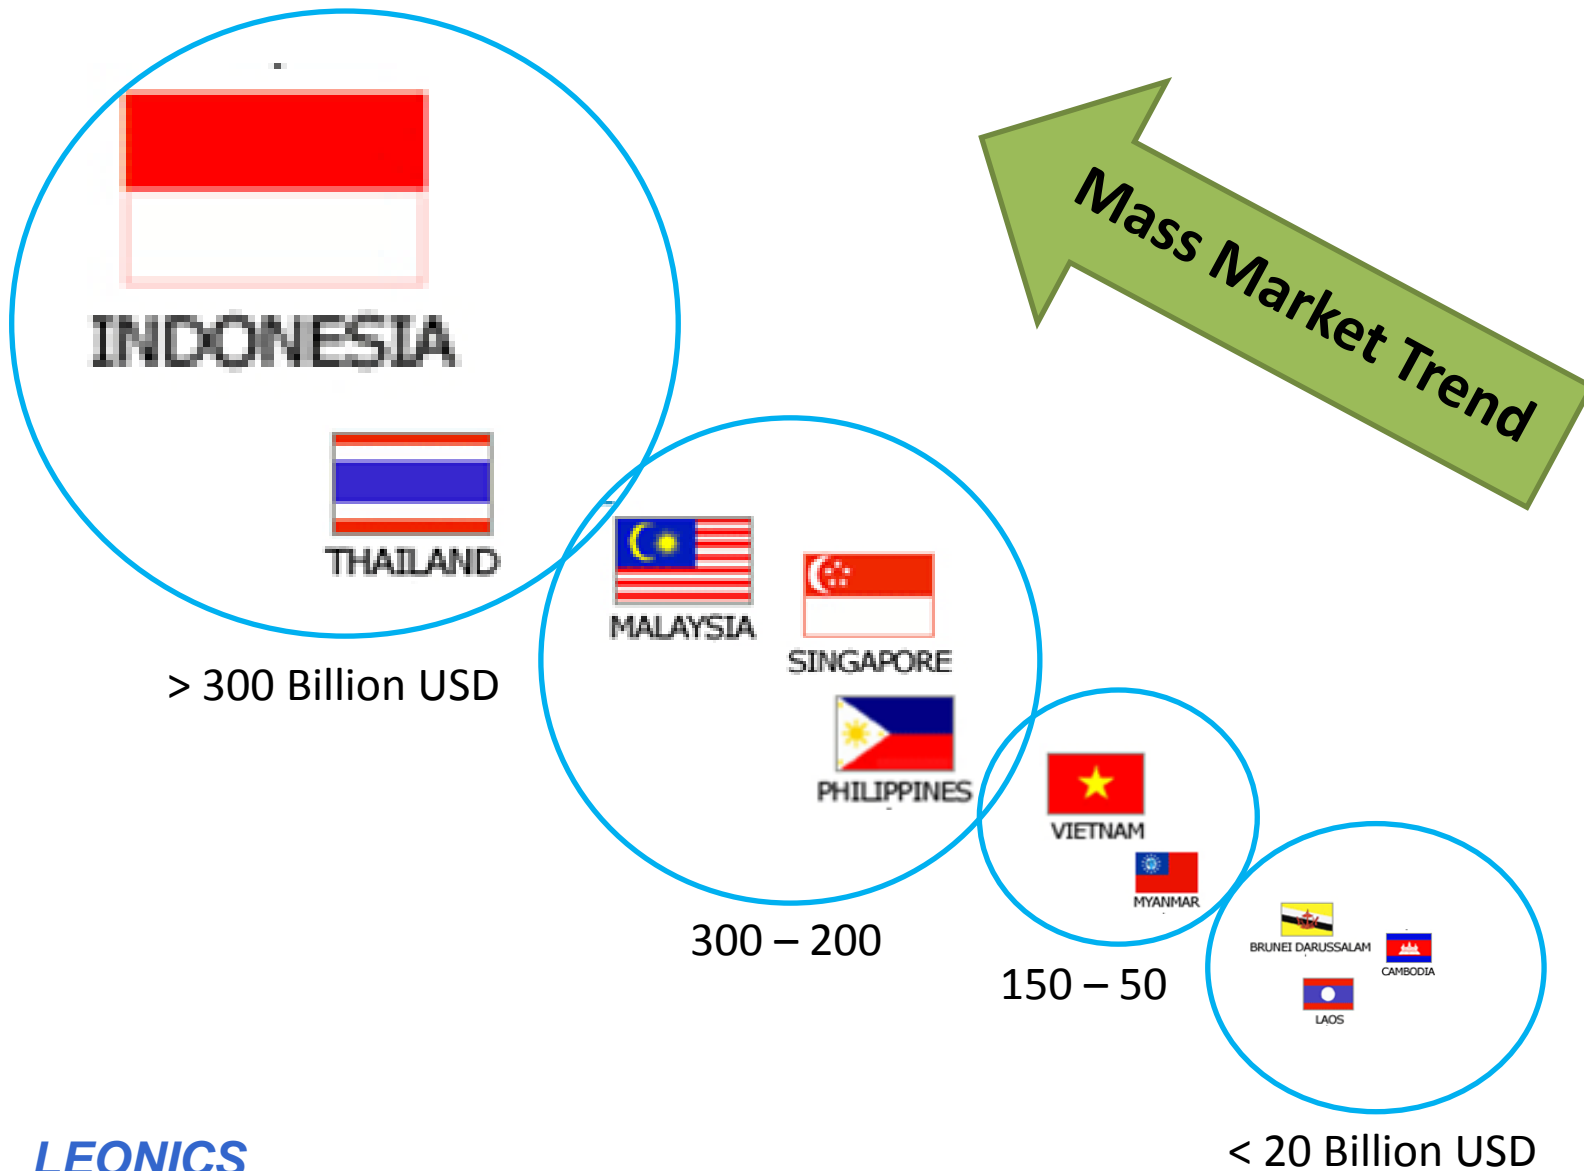 INDONESIA
THAILAND
> 300 Billion USD
Mass Market Trend
MALAYSIA
SINGAPORE
PHILIPPINES
300 – 200
VIETNAM
MYANMAR
150 – 50
BRUNEI DARUSSALAM
CAMBODIA
LAOS
< 20 Billion USD
LEONICS